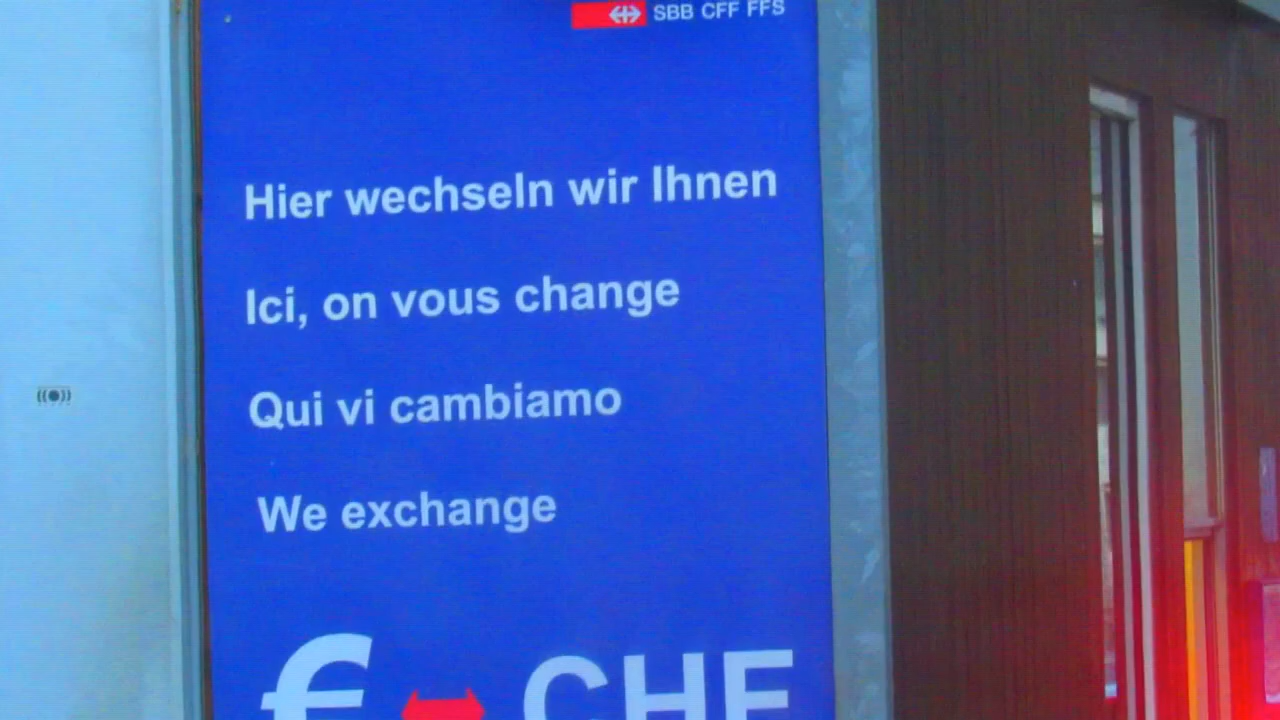 SBB CFF FFS
Hier wechseln wir Ihnen
Ici, on vous change
Qui vi cambiamo
We exchange
€ CHF